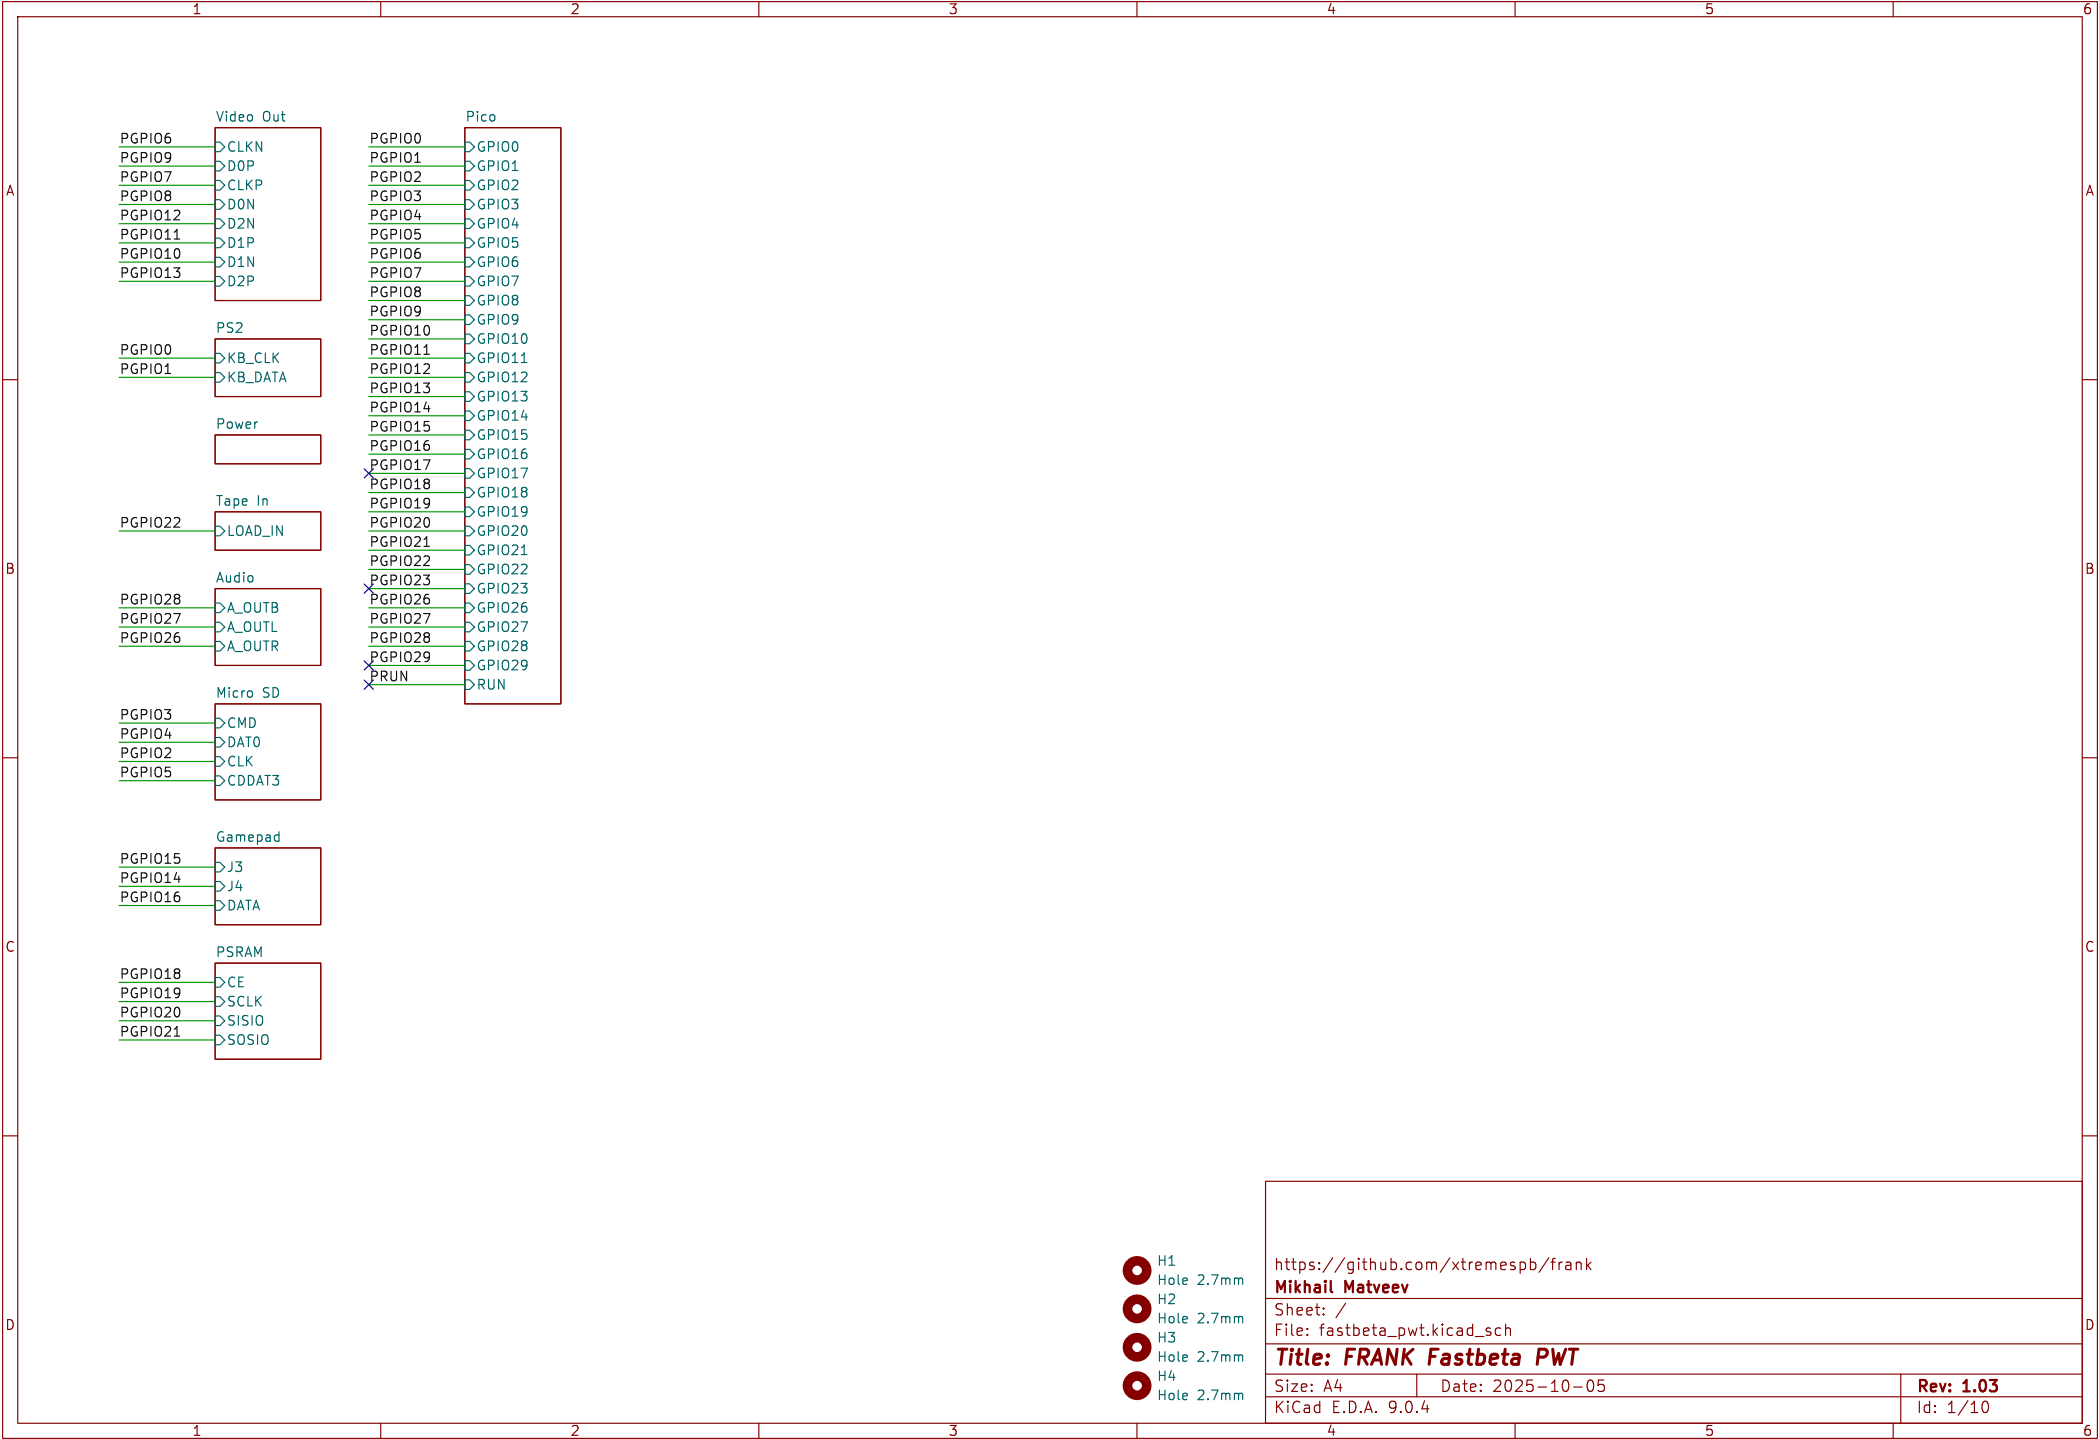 1 2 3 4 5 6
A
B
C
D
A
B
C
D
1 2 3 4 5 6
Video Out
PGPIO6 CLKN
PGPIO9 D0P
PGPIO7 CLKP
PGPIO8 D0N
PGPIO12 D2N
PGPIO11 D1P
PGPIO10 D1N
PGPIO13 D2P
PS2
PGPIO0 KB_CLK
PGPIO1 KB_DATA
Power
Tape In
PGPIO22 LOAD_IN
Audio
PGPIO28 A_OUTB
PGPIO27 A_OUTL
PGPIO26 A_OUTR
Micro SD
PGPIO3 CMD
PGPIO4 DAT0
PGPIO2 CLK
PGPIO5 CDDAT3
Gamepad
PGPIO15 J3
PGPIO14 J4
PGPIO16 DATA
PSRAM
PGPIO18 CE
PGPIO19 SCLK
PGPIO20 SISIO
PGPIO21 SOSIO
Pico
PGPIO0 GPIO0
PGPIO1 GPIO1
PGPIO2 GPIO2
PGPIO3 GPIO3
PGPIO4 GPIO4
PGPIO5 GPIO5
PGPIO6 GPIO6
PGPIO7 GPIO7
PGPIO8 GPIO8
PGPIO9 GPIO9
PGPIO10 GPIO10
PGPIO11 GPIO11
PGPIO12 GPIO12
PGPIO13 GPIO13
PGPIO14 GPIO14
PGPIO15 GPIO15
PGPIO16 GPIO16
PGPIO17 GPIO17
PGPIO18 GPIO18
PGPIO19 GPIO19
PGPIO20 GPIO20
PGPIO21 GPIO21
PGPIO22 GPIO22
PGPIO23 GPIO23
PGPIO26 GPIO26
PGPIO27 GPIO27
PGPIO28 GPIO28
PGPIO29 GPIO29
PRUN RUN
H1
Hole 2.7mm
H2
Hole 2.7mm
H3
Hole 2.7mm
H4
Hole 2.7mm
https://github.com/xtremespb/frank
Mikhail Matveev
Sheet: /
File: fastbeta_pwt.kicad_sch
Title: FRANK Fastbeta PWT
Size: A4 Date: 2025-10-05 Rev: 1.03
KiCad E.D.A. 9.0.4 Id: 1/10